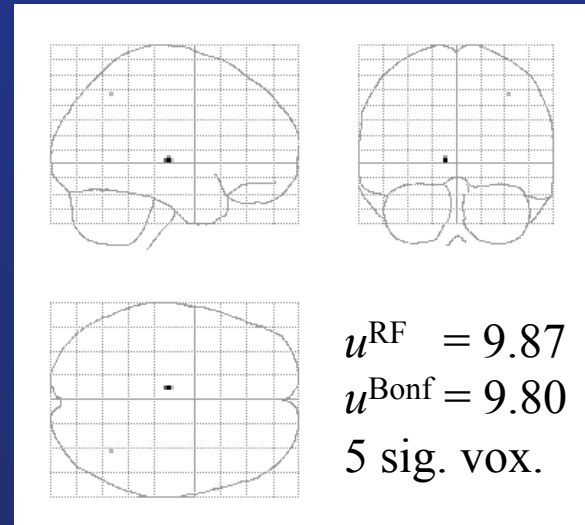 u^RF = 9.87
u^Bonf = 9.80
5 sig. vox.